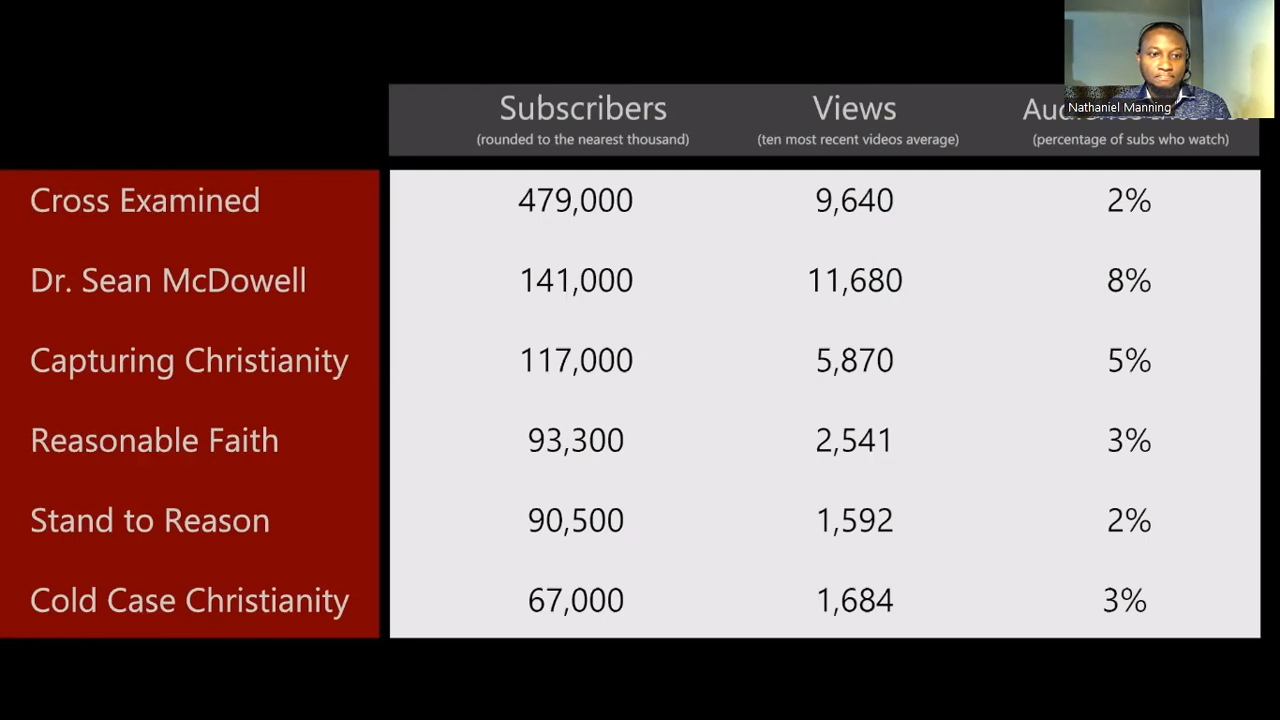 Nathaniel Manning
Subscribers Views
(rounded to the nearest thousand) (ten most recent videos average) (percentage of subs who watch)
Cross Examined 479,000 9,640 2%
Dr. Sean McDowell 141,000 11,680 8%
Capturing Christianity 117,000 5,870 5%
Reasonable Faith 93,300 2,541 3%
Stand to Reason 90,500 1,592 2%
Cold Case Christianity 67,000 1,684 3%